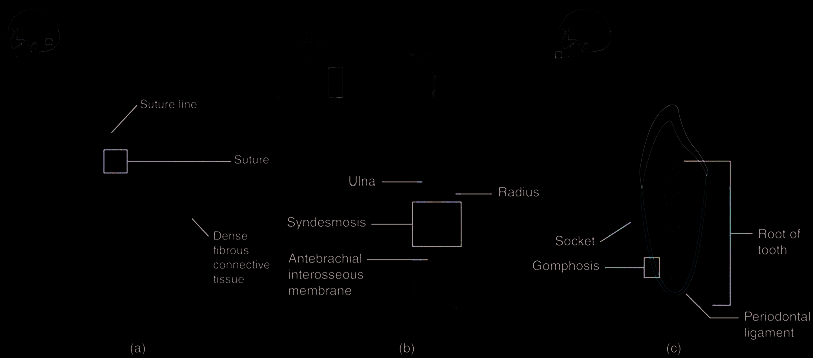 Suture line
Suture
Dense
fibrous
connective
tissue
(a)
Ulna
Radius
Syndesmosis
Antebrachial
interosseous
membrane
(b)
Socket
Gomphosis
Root of
tooth
Periodontal
ligament
(c)